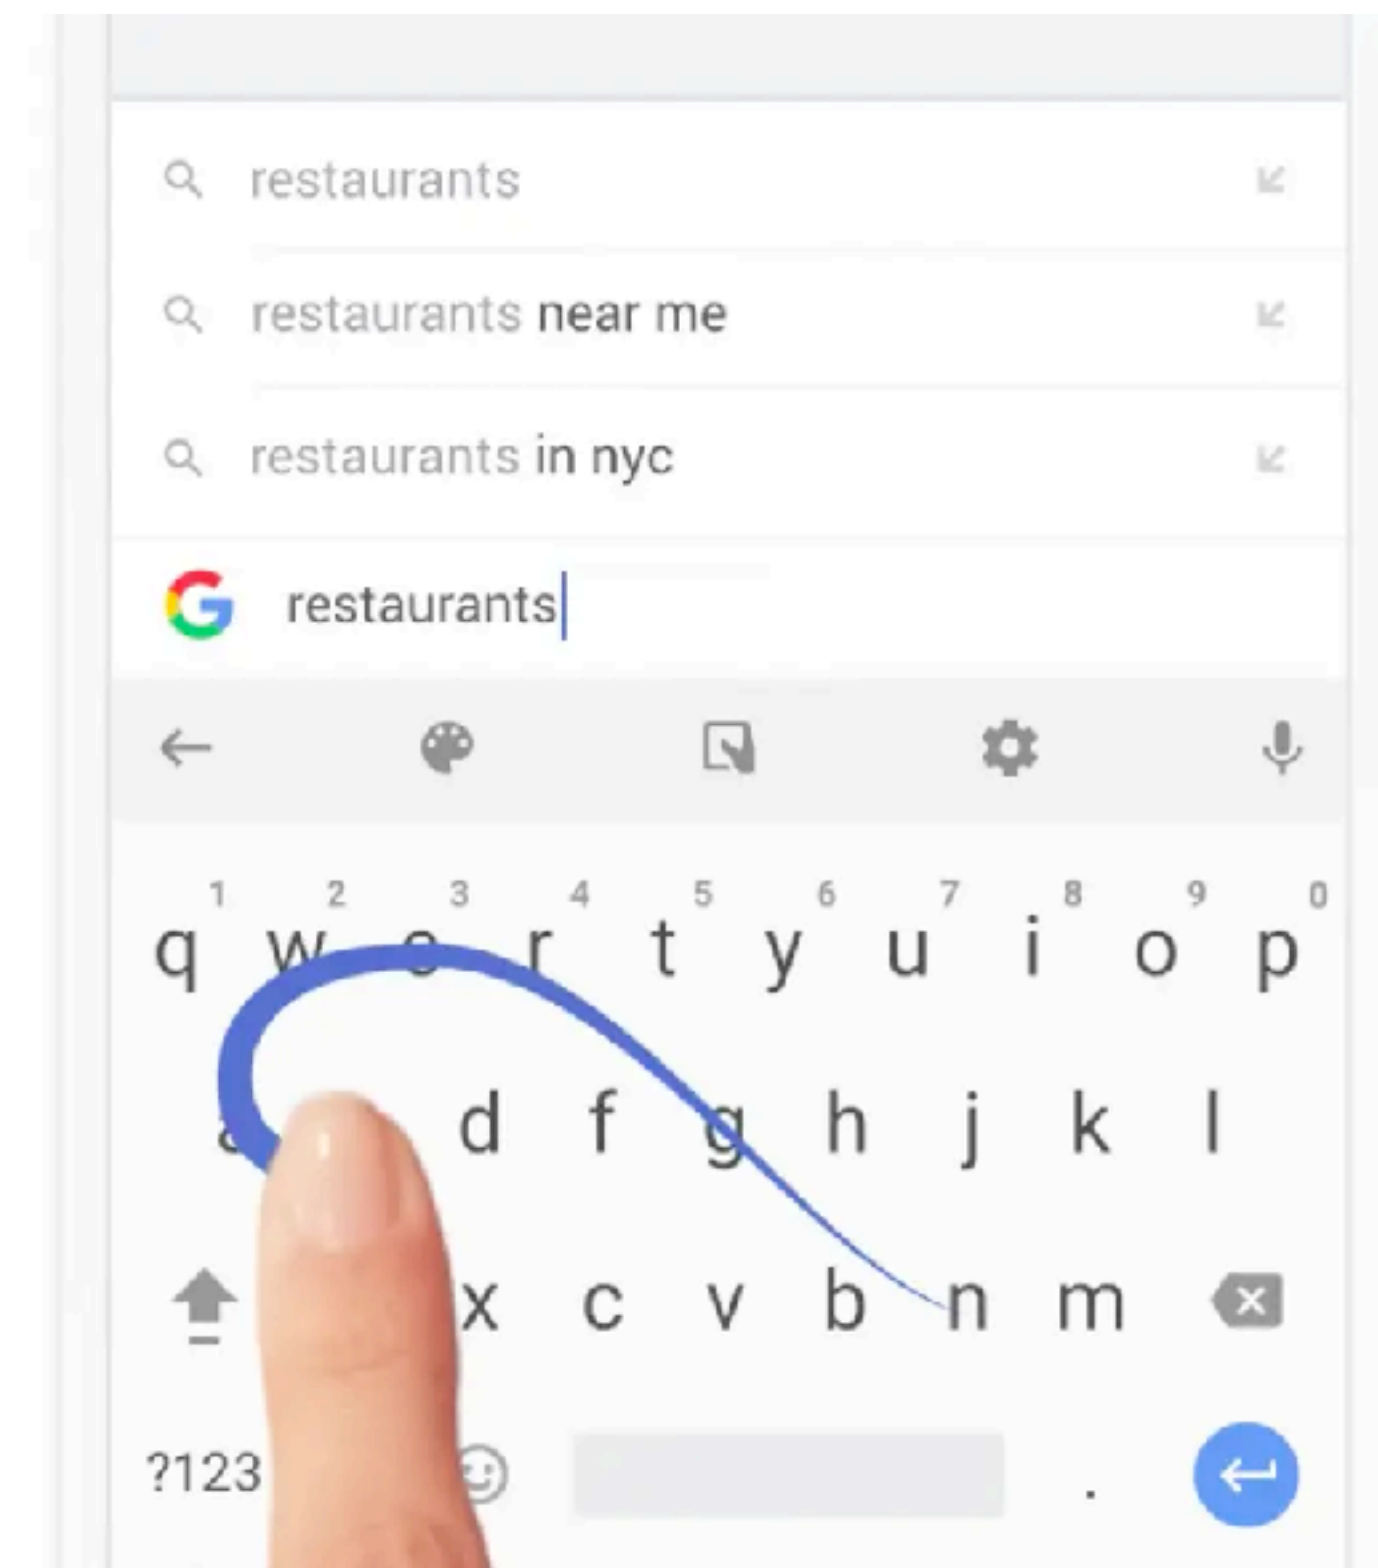 restaurants
restaurants near me
restaurants in nyc
G restaurants
1 2 3 4 5 6 7 8 9 0
q w e r t y u i o p
a d f g h j k l
x c v b n m
?123 .